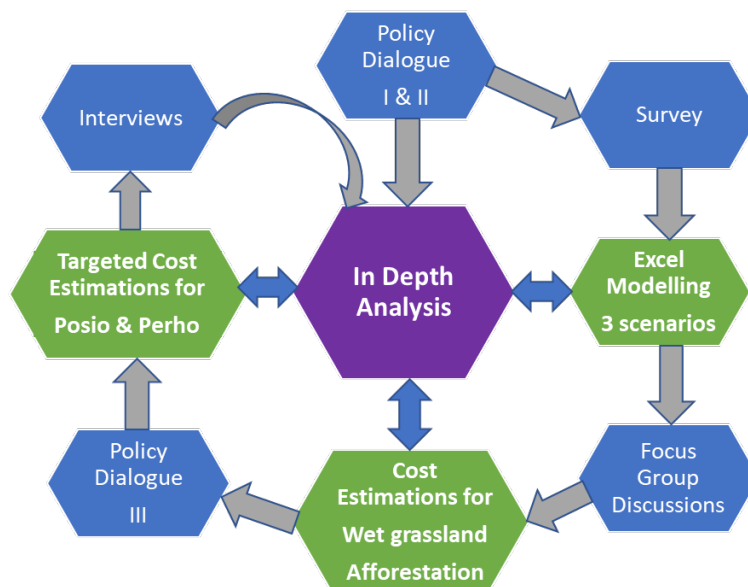 Policy
Dialogue
I & II
Interviews
Survey
Targeted Cost
Estimations for
Posio & Perho
In Depth
Analysis
Excel
Modelling
3 scenarios
Policy
Dialogue
III
Cost
Estimations for
Wet grassland
Afforestation
Focus
Group
Discussions